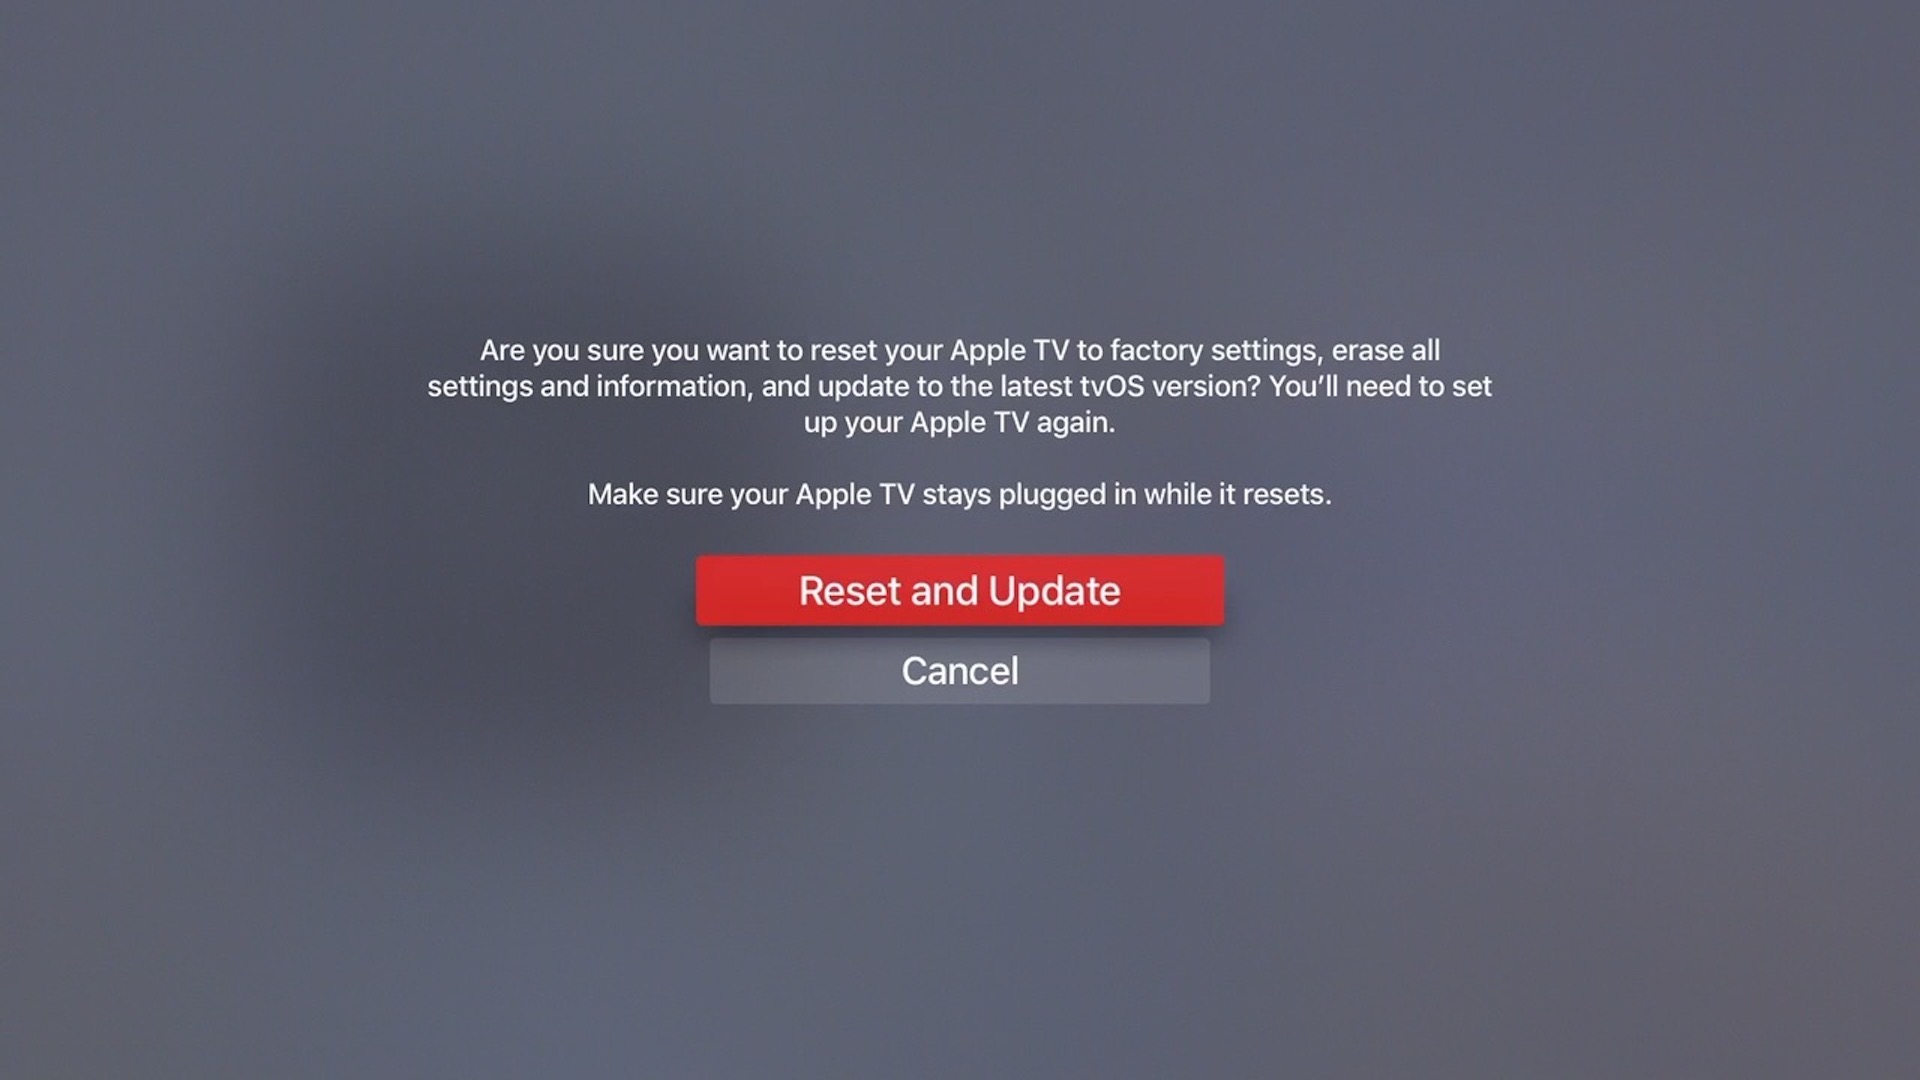 Are you sure you want to reset your Apple TV to factory settings, erase all
settings and information, and update to the latest tvOS version? You’ll need to set
up your Apple TV again.
Make sure your Apple TV stays plugged in while it resets.
Reset and Update
Cancel